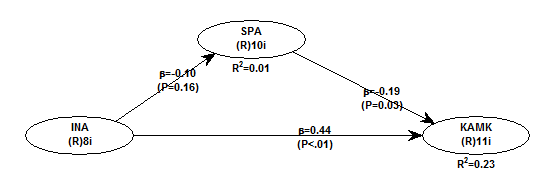 SPA
(R)10i
R²=0.01
β=-0.10
(P=0.16)
β=-0.19
(P=0.03)
INA
(R)8i
β=0.44
(P<.01)
KAMK
(R)11i
R²=0.23